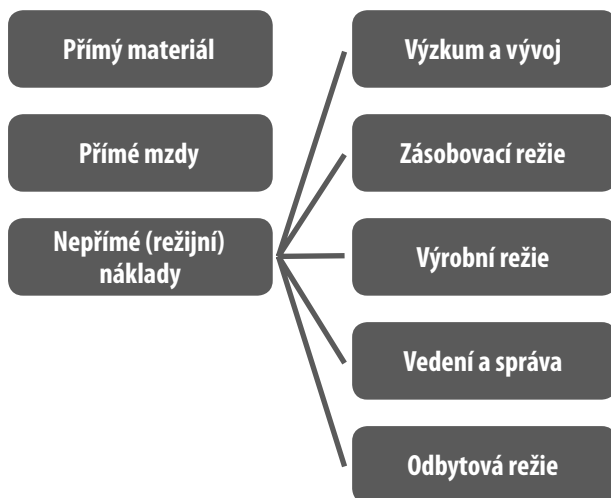 Přímý materiál
Přímé mzdy
Nepřímé (režijní)
náklady
Výzkum a vývoj
Zásobovací režie
Výrobní režie
Vedení a správa
Odbytová režie